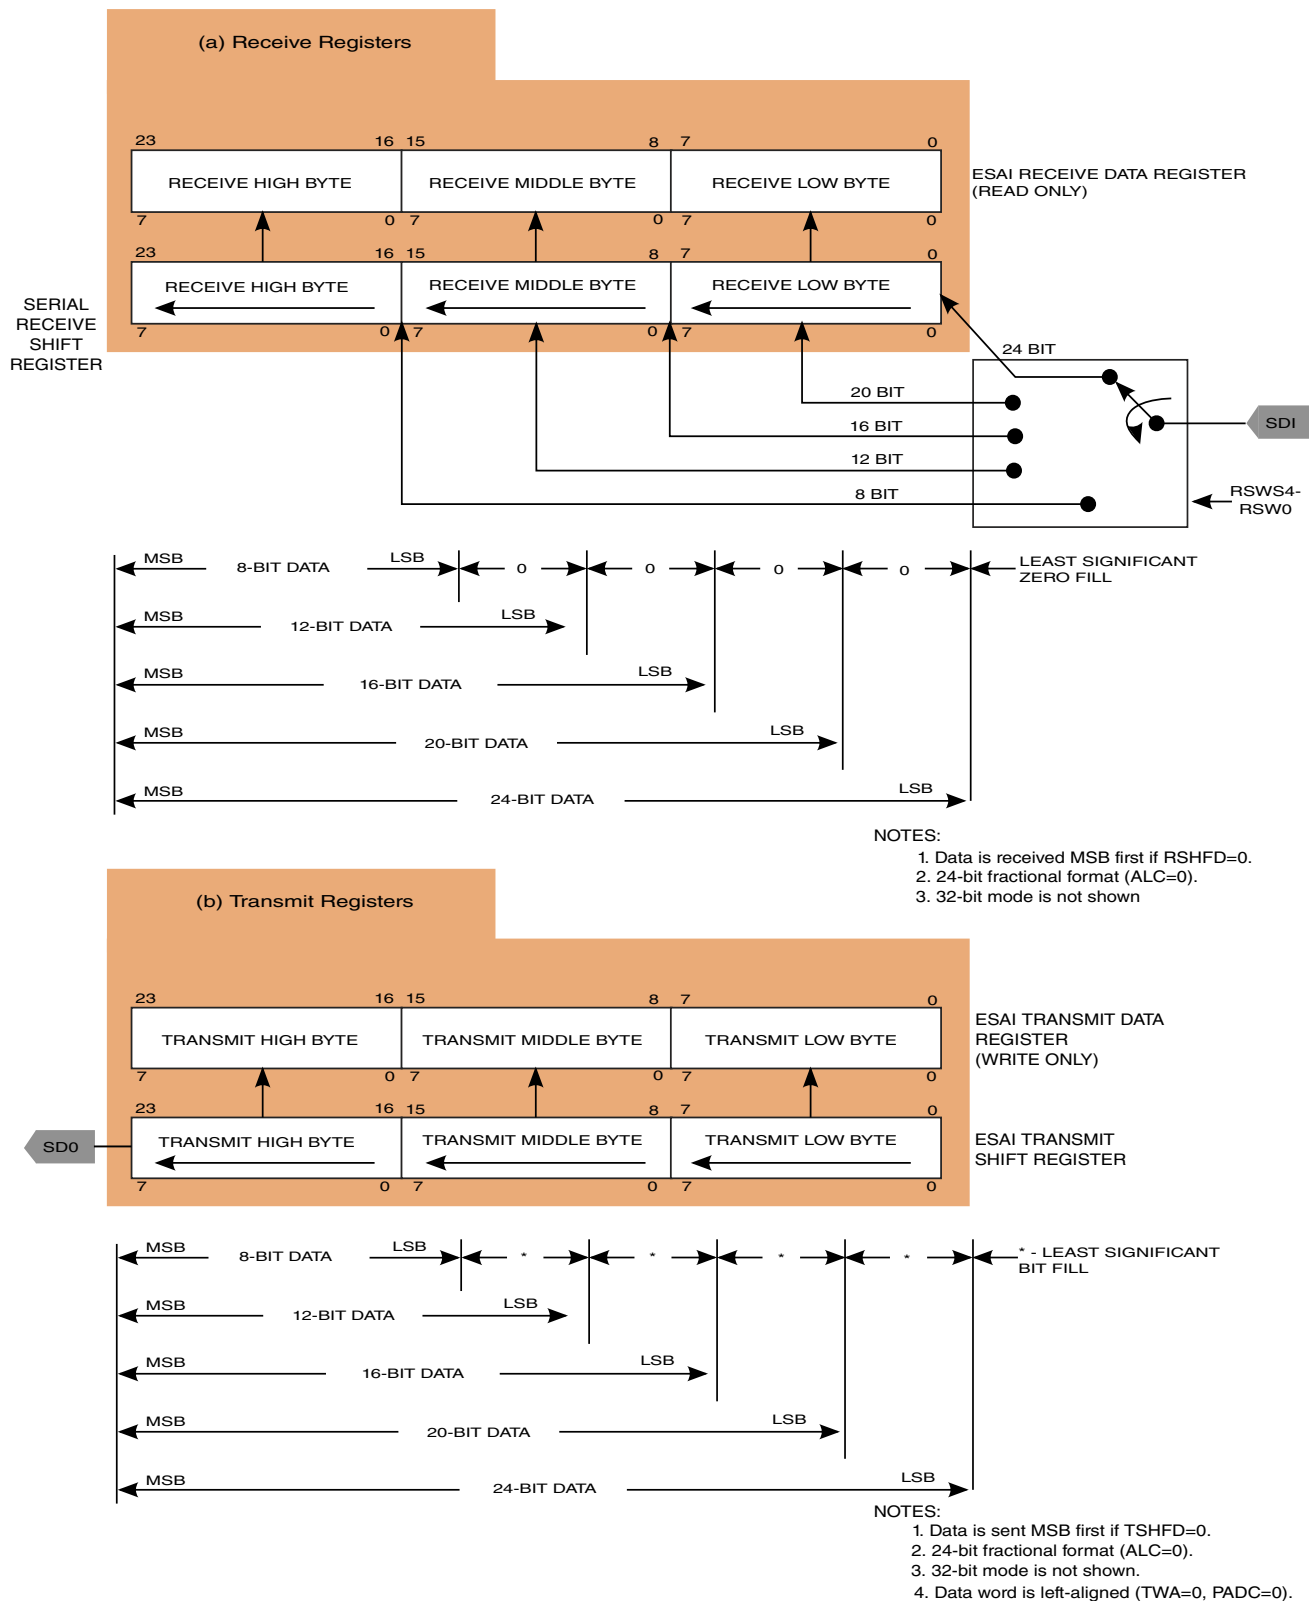 (a) Receive Registers
23 16 15 8 7 0
RECEIVE HIGH BYTE RECEIVE MIDDLE BYTE RECEIVE LOW BYTE
ESAI RECEIVE DATA REGISTER
(READ ONLY)
7 0 7 0 7 0
23 16 15 8 7 0
RECEIVE HIGH BYTE RECEIVE MIDDLE BYTE RECEIVE LOW BYTE
7 0 7 0 7 0
SERIAL
RECEIVE
SHIFT
REGISTER
24 BIT
20 BIT
16 BIT
12 BIT
8 BIT
SDI
RSWS4-
RSW0
MSB 8-BIT DATA LSB 0 0 0 0
LEAST SIGNIFICANT
ZERO FILL
MSB 12-BIT DATA LSB
MSB 16-BIT DATA LSB
MSB 20-BIT DATA LSB
MSB 24-BIT DATA LSB
NOTES:
1. Data is received MSB first if RSHFD=0.
2. 24-bit fractional format (ALC=0).
3. 32-bit mode is not shown
(b) Transmit Registers
23 16 15 8 7 0
TRANSMIT HIGH BYTE TRANSMIT MIDDLE BYTE TRANSMIT LOW BYTE
ESAI TRANSMIT DATA
REGISTER
(WRITE ONLY)
7 0 7 0 7 0
23 16 15 8 7 0
SD0
TRANSMIT HIGH BYTE TRANSMIT MIDDLE BYTE TRANSMIT LOW BYTE
ESAI TRANSMIT
SHIFT REGISTER
7 0 7 0 7 0
MSB 8-BIT DATA LSB * * * *
* - LEAST SIGNIFICANT
BIT FILL
MSB 12-BIT DATA LSB
MSB 16-BIT DATA LSB
MSB 20-BIT DATA LSB
MSB 24-BIT DATA LSB
NOTES:
1. Data is sent MSB first if TSHFD=0.
2. 24-bit fractional format (ALC=0).
3. 32-bit mode is not shown.
4. Data word is left-aligned (TWA=0, PADC=0).